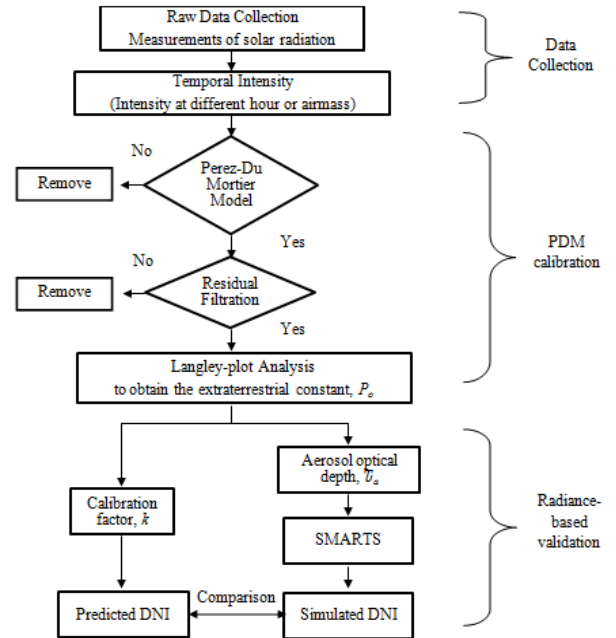 Raw Data Collection
Measurements of solar radiation
Data
Collection
Temporal Intensity
(Intensity at different hour or airmass)
No
Perez-Du
Mortier
Model
Remove
Yes
PDM
calibration
No
Residual
Filtration
Remove
Yes
Langley-plot Analysis
to obtain the extraterrestrial constant, Pₒ
Aerosol optical
depth, Ʊₐ
Calibration
factor, k
Radiance-
based
validation
SMARTS
Comparison
Predicted DNI
Simulated DNI